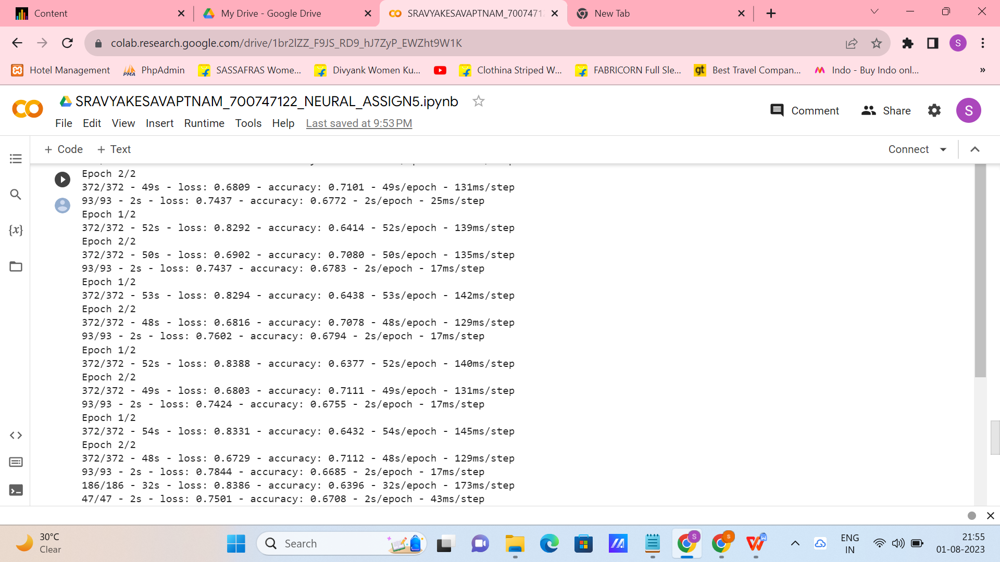 Content
My Drive - Google Drive
SRAVYAKESAVAPTNAM_7007471
New Tab
colab.research.google.com/drive/1br2lZZ_F9JS_RD9_hJ7ZyP_EWZht9W1K
S
Hotel Management
PMA
PhpAdmin
SASSAFRAS Wome...
Divyank Women Ku...
Clothina Striped W...
FABRICORN Full Sle...
gt
Best Travel Compan...
Indo - Buy Indo onl...
»
SRAVYAKESAVAPTNAM_700747122_NEURAL_ASSIGN5.ipynb
Comment
Share
S
File Edit View Insert Runtime Tools Help Last saved at 9:53 PM
+ Code + Text
Connect
Epoch 2/2
372/372 - 49s - loss: 0.6809 - accuracy: 0.7101 - 49s/epoch - 131ms/step
93/93 - 2s - loss: 0.7437 - accuracy: 0.6772 - 2s/epoch - 25ms/step
Epoch 1/2
372/372 - 52s - loss: 0.8292 - accuracy: 0.6414 - 52s/epoch - 139ms/step
Epoch 2/2
372/372 - 50s - loss: 0.6902 - accuracy: 0.7080 - 50s/epoch - 135ms/step
93/93 - 2s - loss: 0.7437 - accuracy: 0.6783 - 2s/epoch - 17ms/step
Epoch 1/2
372/372 - 53s - loss: 0.8294 - accuracy: 0.6438 - 53s/epoch - 142ms/step
Epoch 2/2
372/372 - 48s - loss: 0.6816 - accuracy: 0.7078 - 48s/epoch - 129ms/step
93/93 - 2s - loss: 0.7602 - accuracy: 0.6794 - 2s/epoch - 17ms/step
Epoch 1/2
372/372 - 52s - loss: 0.8388 - accuracy: 0.6377 - 52s/epoch - 140ms/step
Epoch 2/2
372/372 - 49s - loss: 0.6803 - accuracy: 0.7111 - 49s/epoch - 131ms/step
93/93 - 2s - loss: 0.7424 - accuracy: 0.6755 - 2s/epoch - 17ms/step
Epoch 1/2
372/372 - 54s - loss: 0.8331 - accuracy: 0.6432 - 54s/epoch - 145ms/step
Epoch 2/2
372/372 - 48s - loss: 0.6729 - accuracy: 0.7112 - 48s/epoch - 129ms/step
93/93 - 2s - loss: 0.7844 - accuracy: 0.6685 - 2s/epoch - 17ms/step
186/186 - 32s - loss: 0.8386 - accuracy: 0.6396 - 32s/epoch - 173ms/step
47/47 - 2s - loss: 0.7501 - accuracy: 0.6708 - 2s/epoch - 43ms/step
{x}
30°C
Clear
Search
S
S
W
ENG
IN
21:55
01-08-2023